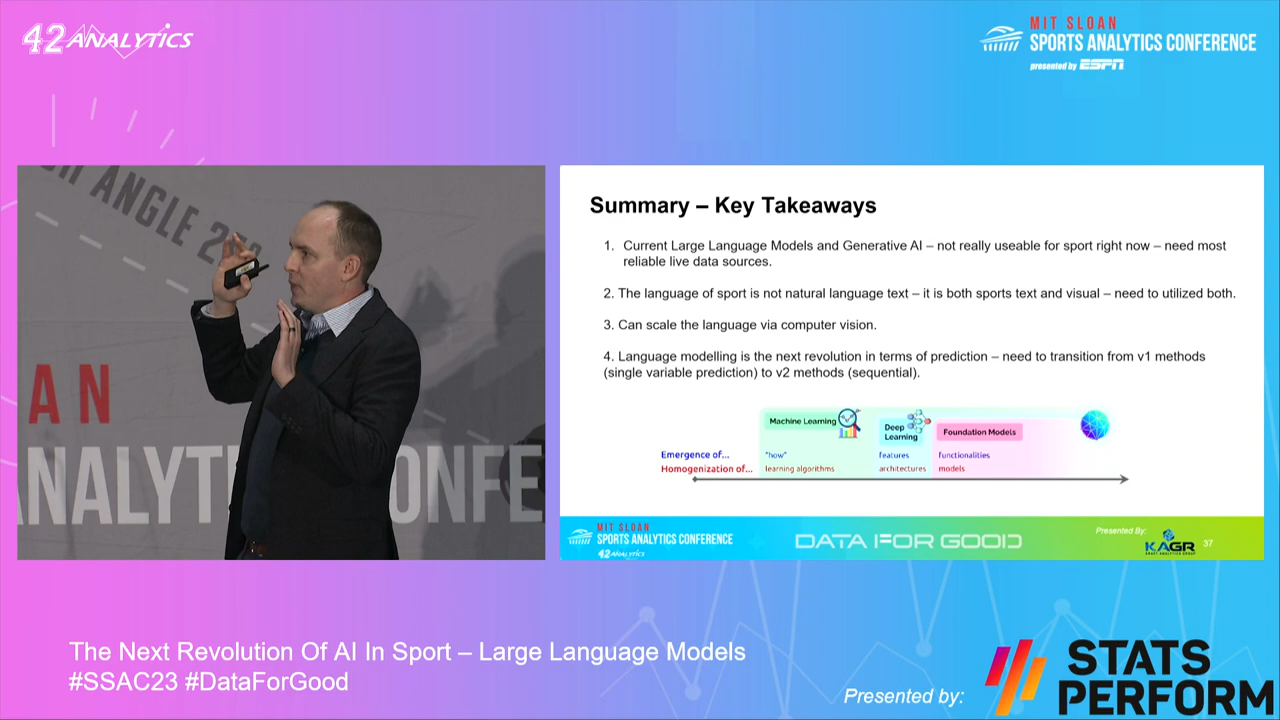 42 ANALYTICS
MIT SLOAN
SPORTS ANALYTICS CONFERENCE
presented by ESPN
ANGLE
AN
ANALYT
CONFE
Summary – Key Takeaways
1. Current Large Language Models and Generative AI – not really useable for sport right now – need most
reliable live data sources.
2. The language of sport is not natural language text – it is both sports text and visual – need to utilized both.
3. Can scale the language via computer vision.
4. Language modelling is the next revolution in terms of prediction – need to transition from v1 methods
(single variable prediction) to v2 methods (sequential).
Machine Learning
Deep
Learning
Foundation Models
Emergence of... "how" features functionalities
Homogenization of... learning algorithms architectures models
MIT SLOAN
SPORTS ANALYTICS CONFERENCE
42 ANALYTICS
DATA FOR GOOD
Presented By:
KAGR
37
The Next Revolution Of AI In Sport – Large Language Models
#SSAC23 #DataForGood
Presented by:
STATS
PERFORM